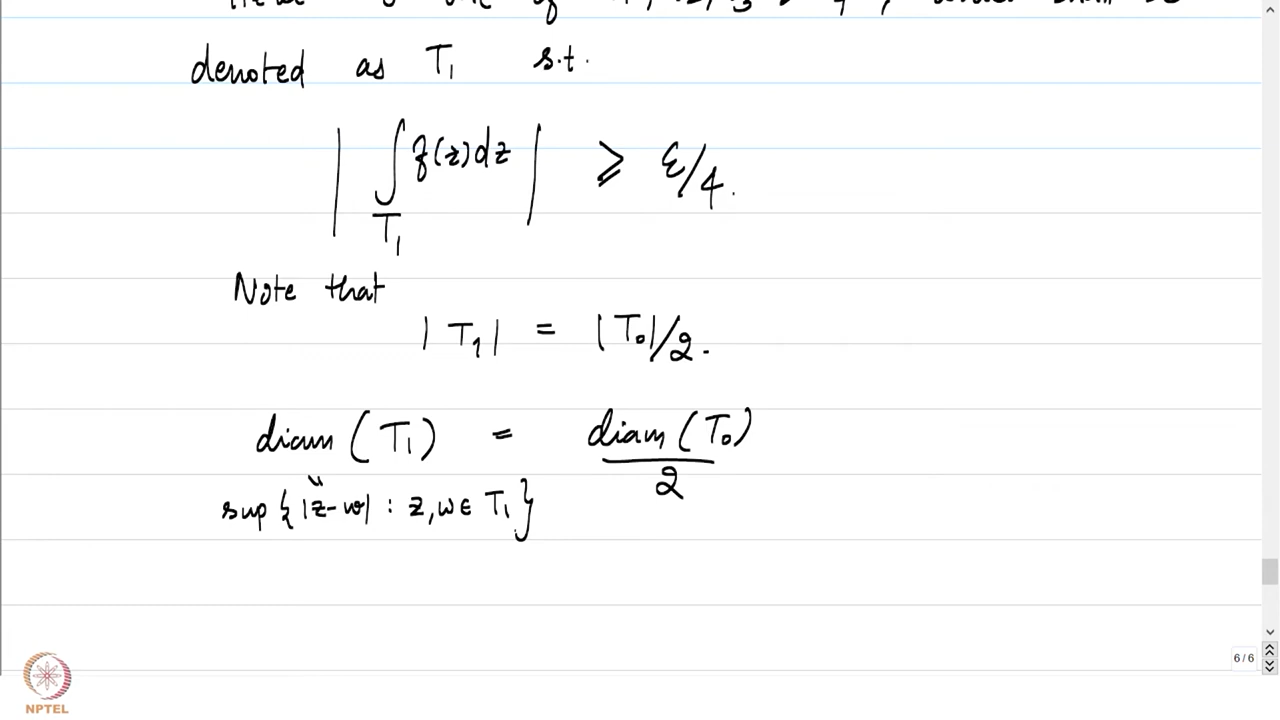 denoted as T₁ s.t.
| ∫_{T₁} f(z)dz | ⩾ ε/4.
Note that
|T₁| = |T₀|/2.
diam(T₁) = diam(T₀)/2
sup{|z-w| : z,w ∈ T₁}
6/6
NPTEL